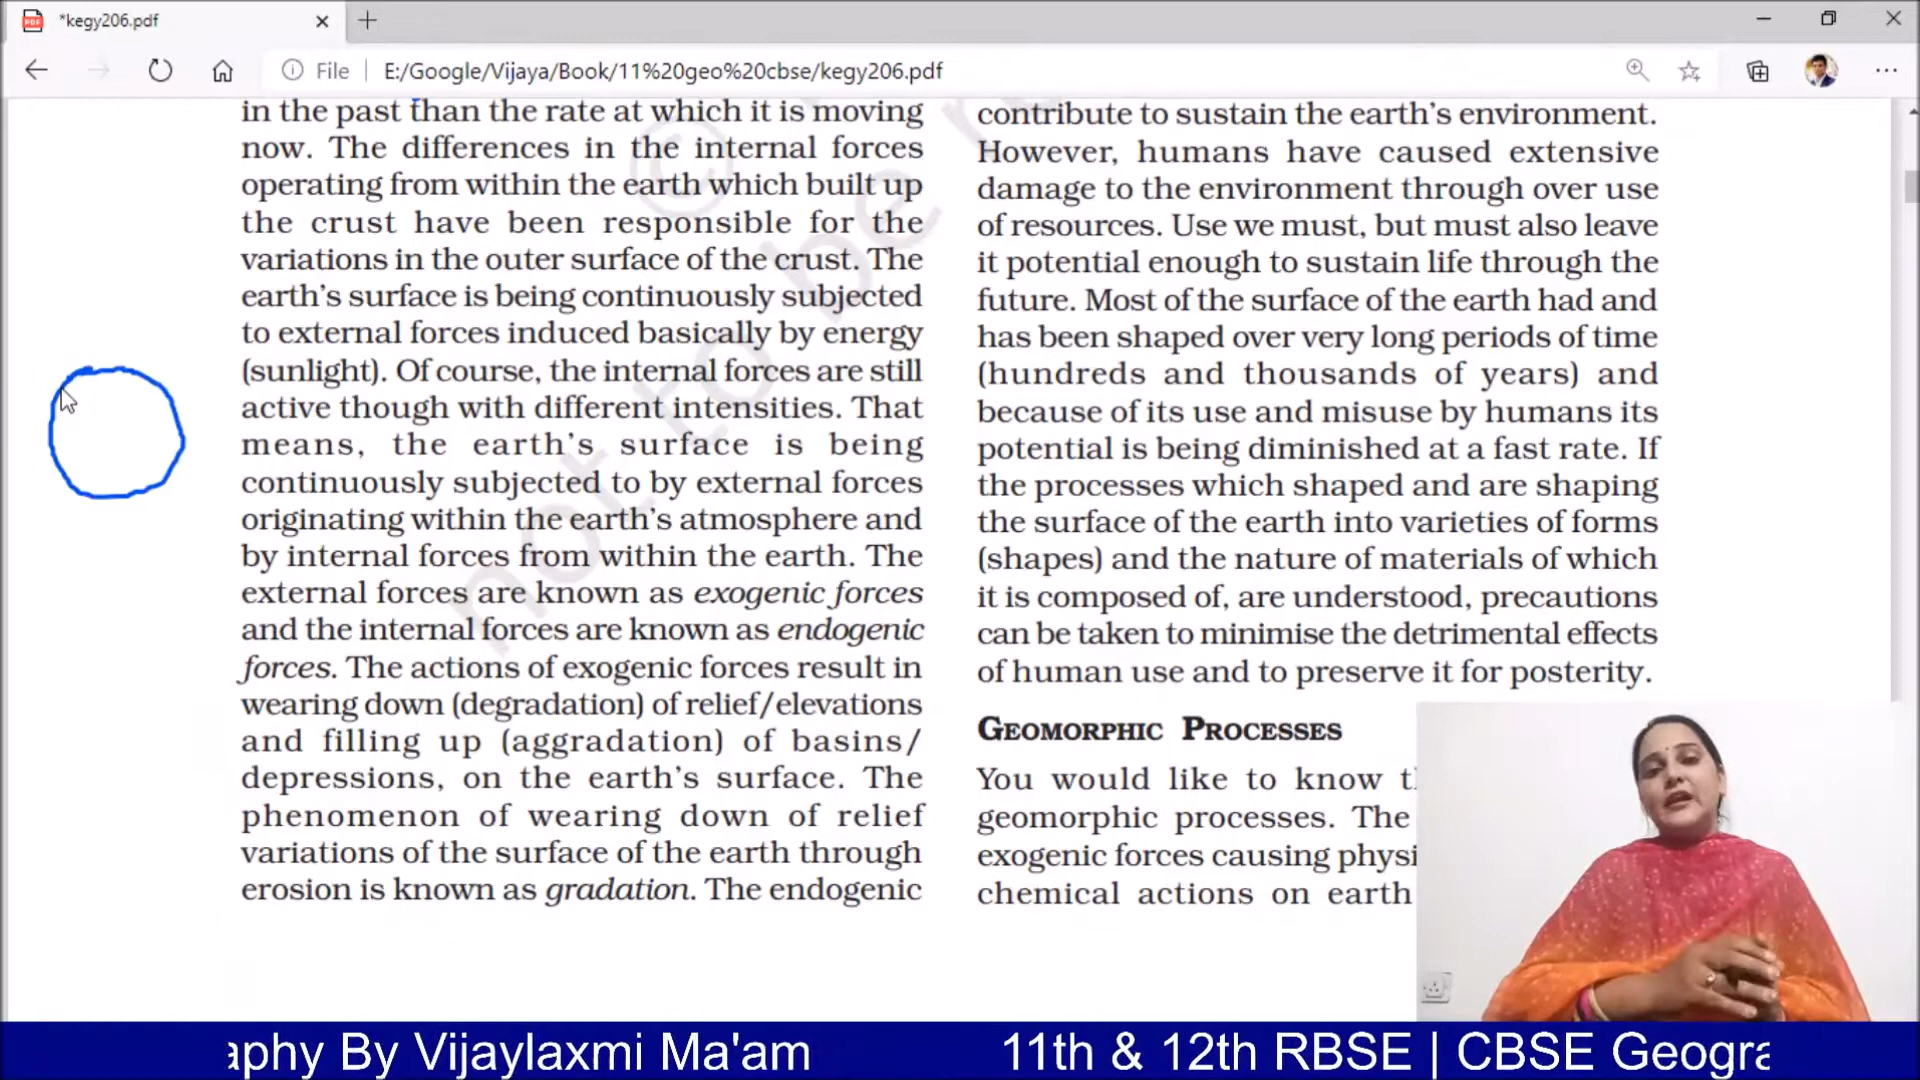 *kegy206.pdf
File
E:/Google/Vijaya/Book/11%20geo%20cbse/kegy206.pdf
in the past than the rate at which it is moving
now. The differences in the internal forces
operating from within the earth which built up
the crust have been responsible for the
variations in the outer surface of the crust. The
earth's surface is being continuously subjected
to external forces induced basically by energy
(sunlight). Of course, the internal forces are still
active though with different intensities. That
means, the earth's surface is being
continuously subjected to by external forces
originating within the earth's atmosphere and
by internal forces from within the earth. The
external forces are known as exogenic forces
and the internal forces are known as endogenic
forces. The actions of exogenic forces result in
wearing down (degradation) of relief/elevations
and filling up (aggradation) of basins/
depressions, on the earth's surface. The
phenomenon of wearing down of relief
variations of the surface of the earth through
erosion is known as gradation. The endogenic
contribute to sustain the earth's environment.
However, humans have caused extensive
damage to the environment through over use
of resources. Use we must, but must also leave
it potential enough to sustain life through the
future. Most of the surface of the earth had and
has been shaped over very long periods of time
(hundreds and thousands of years) and
because of its use and misuse by humans its
potential is being diminished at a fast rate. If
the processes which shaped and are shaping
the surface of the earth into varieties of forms
(shapes) and the nature of materials of which
it is composed of, are understood, precautions
can be taken to minimise the detrimental effects
of human use and to preserve it for posterity.
GEOMORPHIC PROCESSES
You would like to know th
geomorphic processes. The
exogenic forces causing physi
chemical actions on earth
© not to be re
aphy By Vijaylaxmi Ma'am
11th & 12th RBSE | CBSE Geogra